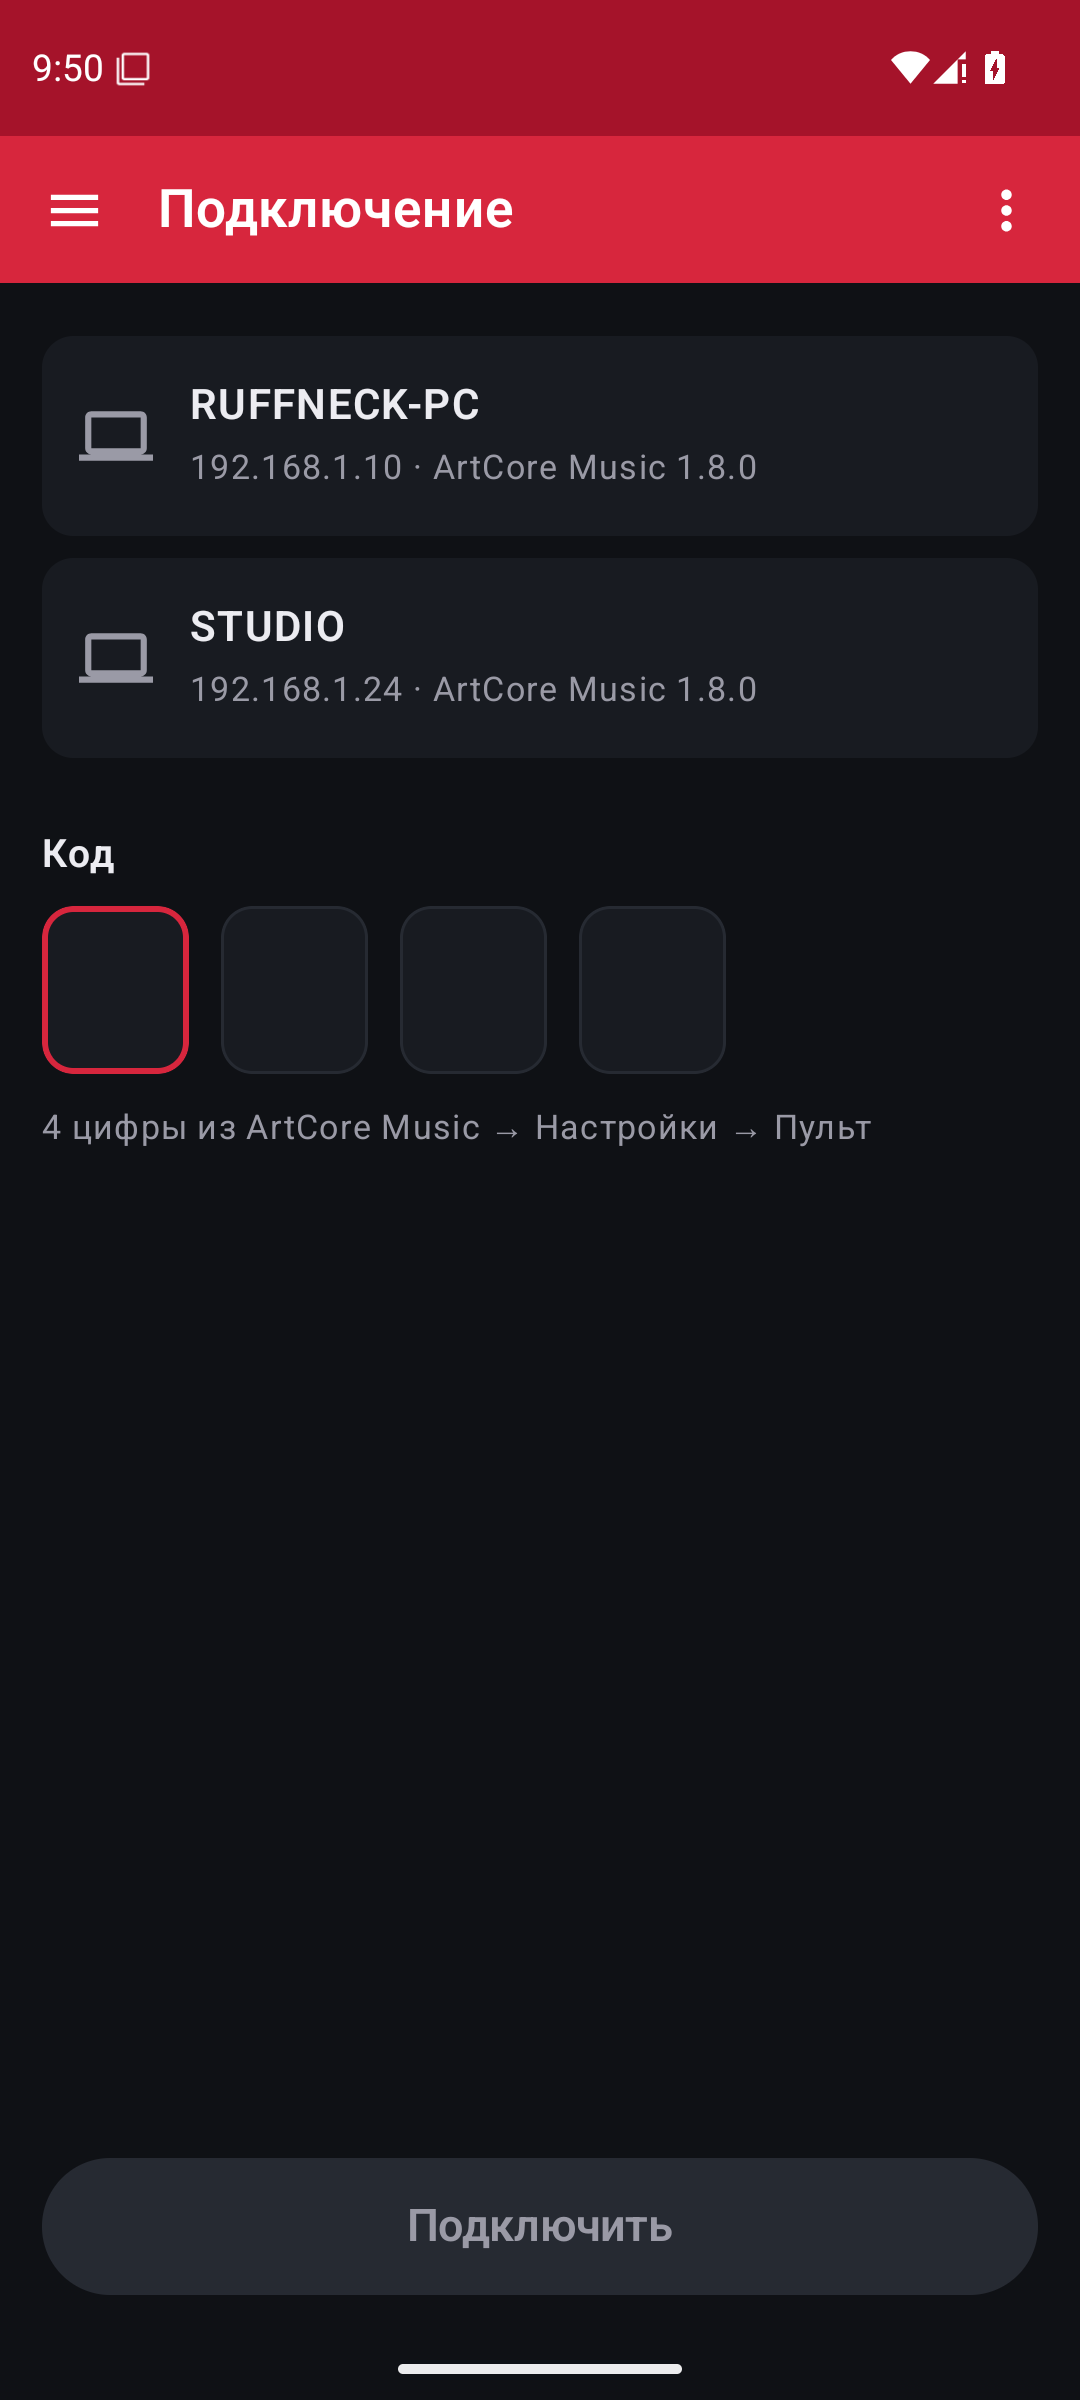 9:50
Подключение
RUFFNECK-PC
192.168.1.10 · ArtCore Music 1.8.0
STUDIO
192.168.1.24 · ArtCore Music 1.8.0
Код
4 цифры из ArtCore Music → Настройки → Пульт
Подключить